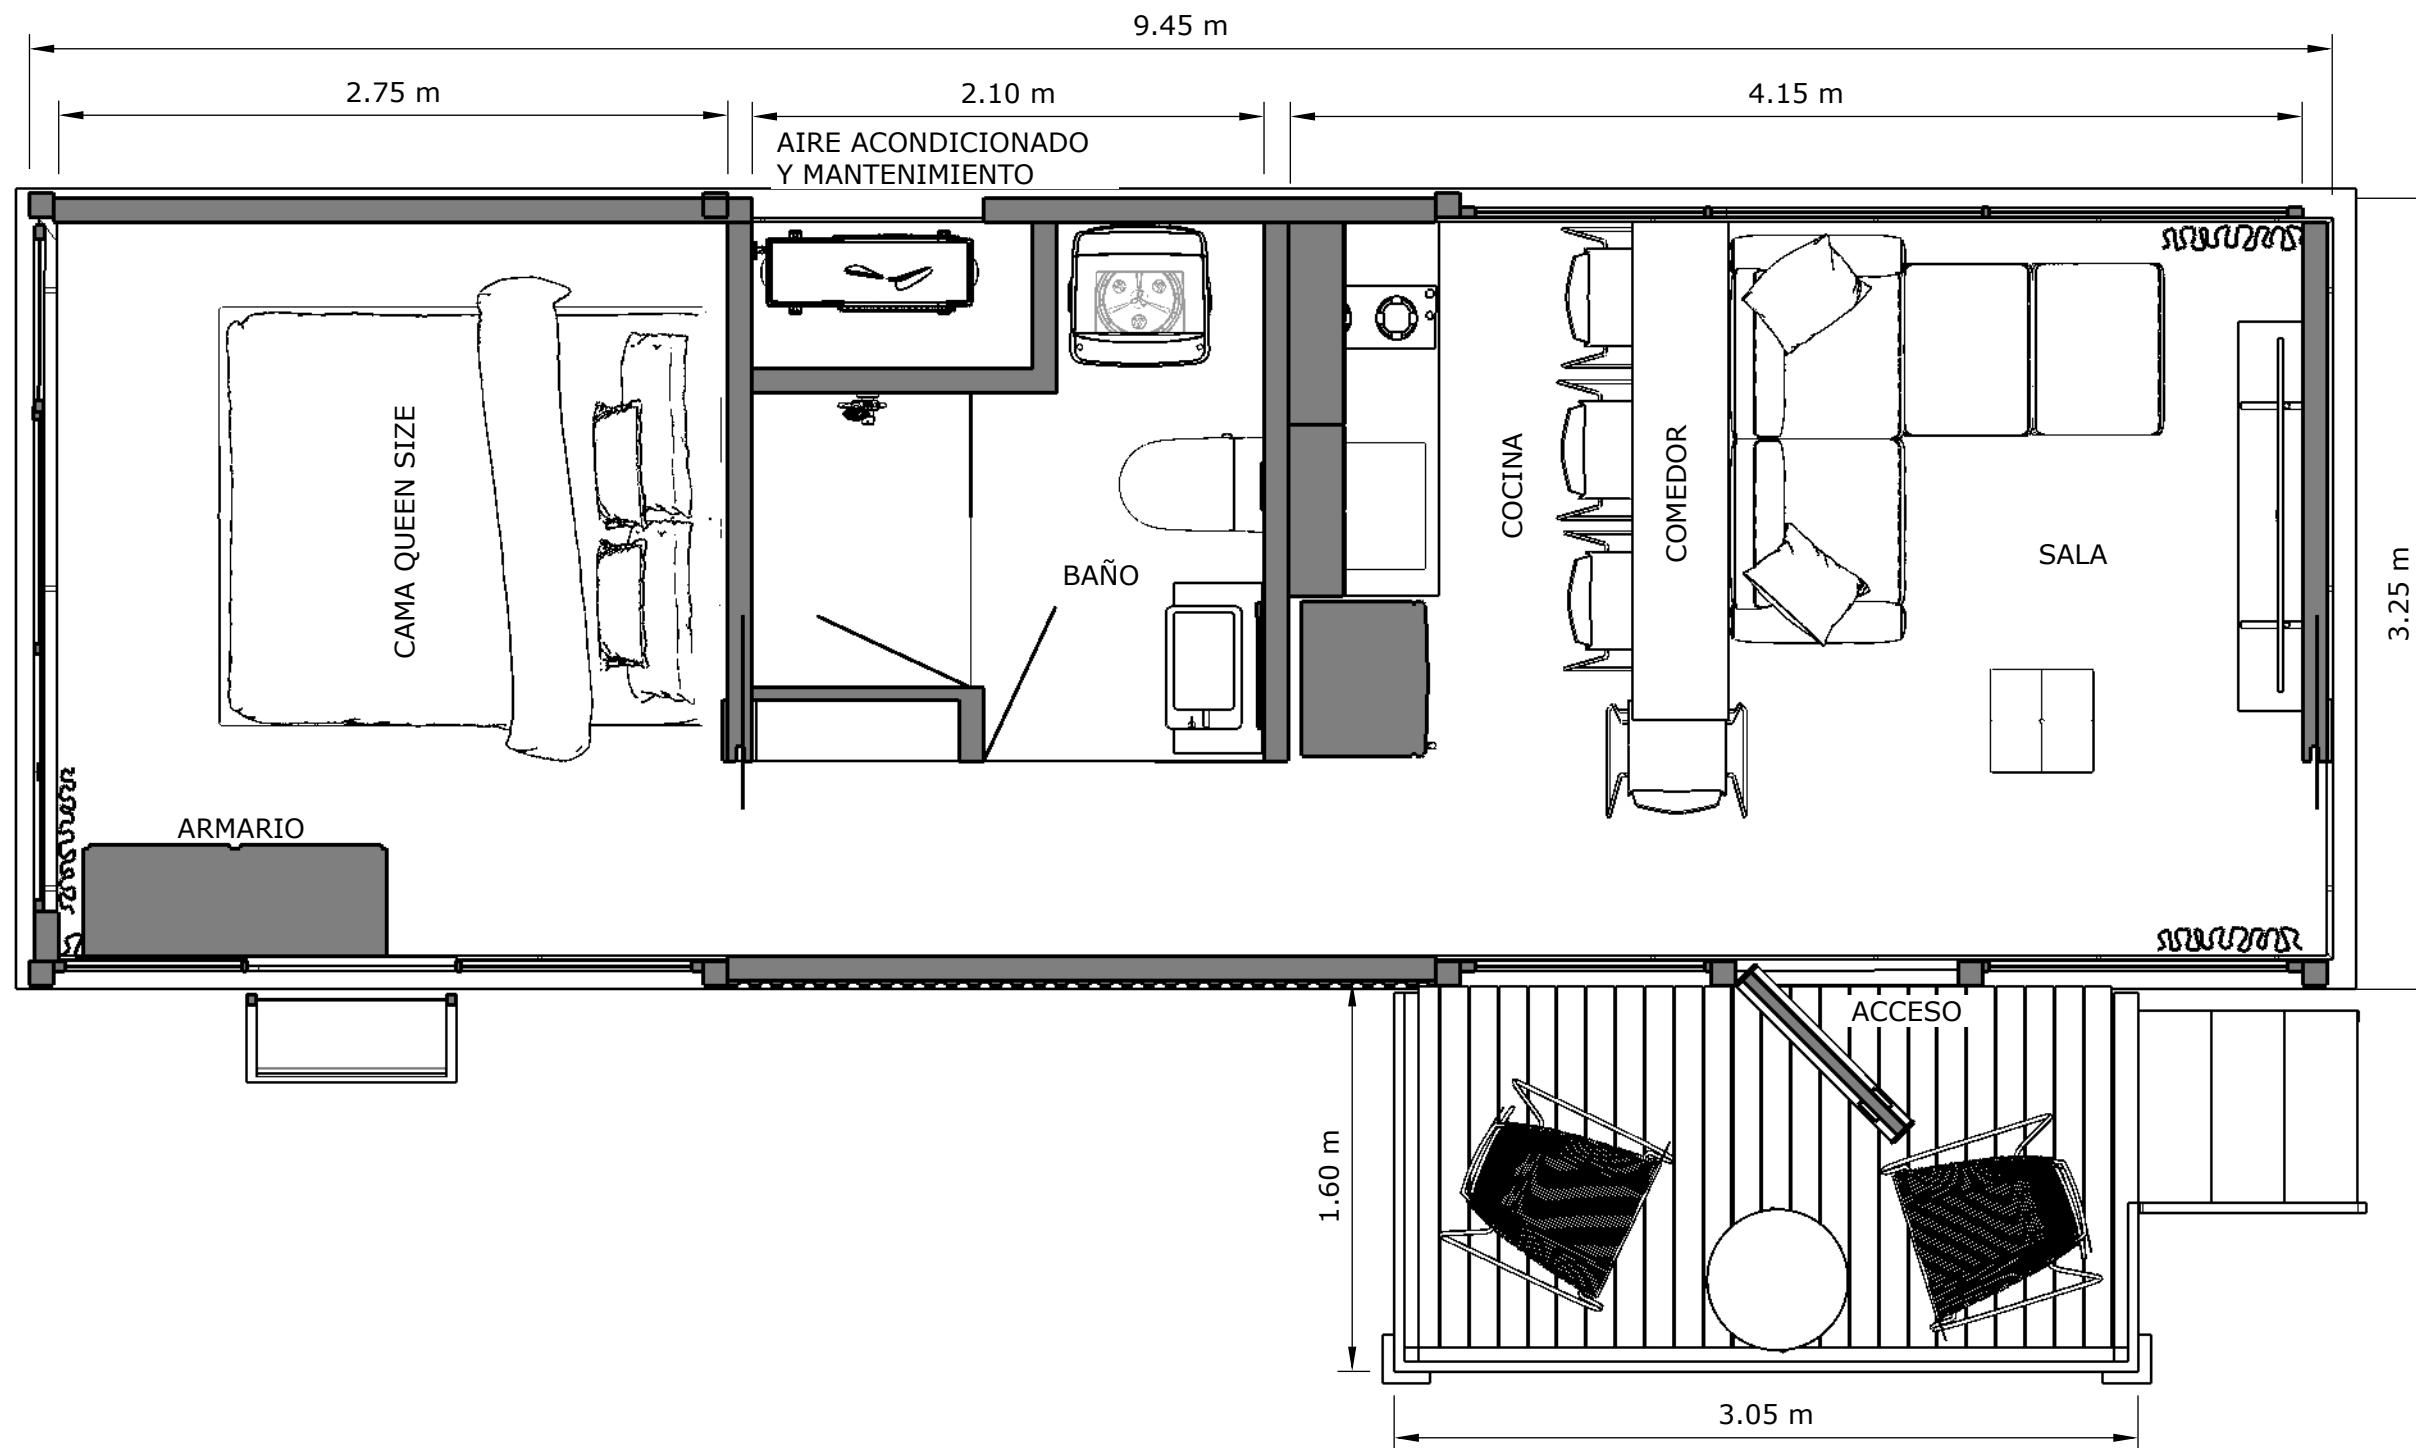 9.45 m
2.75 m
2.10 m
4.15 m
AIRE ACONDICIONADO
Y MANTENIMIENTO
CAMA QUEEN SIZE
BAÑO
COCINA
COMEDOR
SALA
3.25 m
ARMARIO
ACCESO
1.60 m
3.05 m